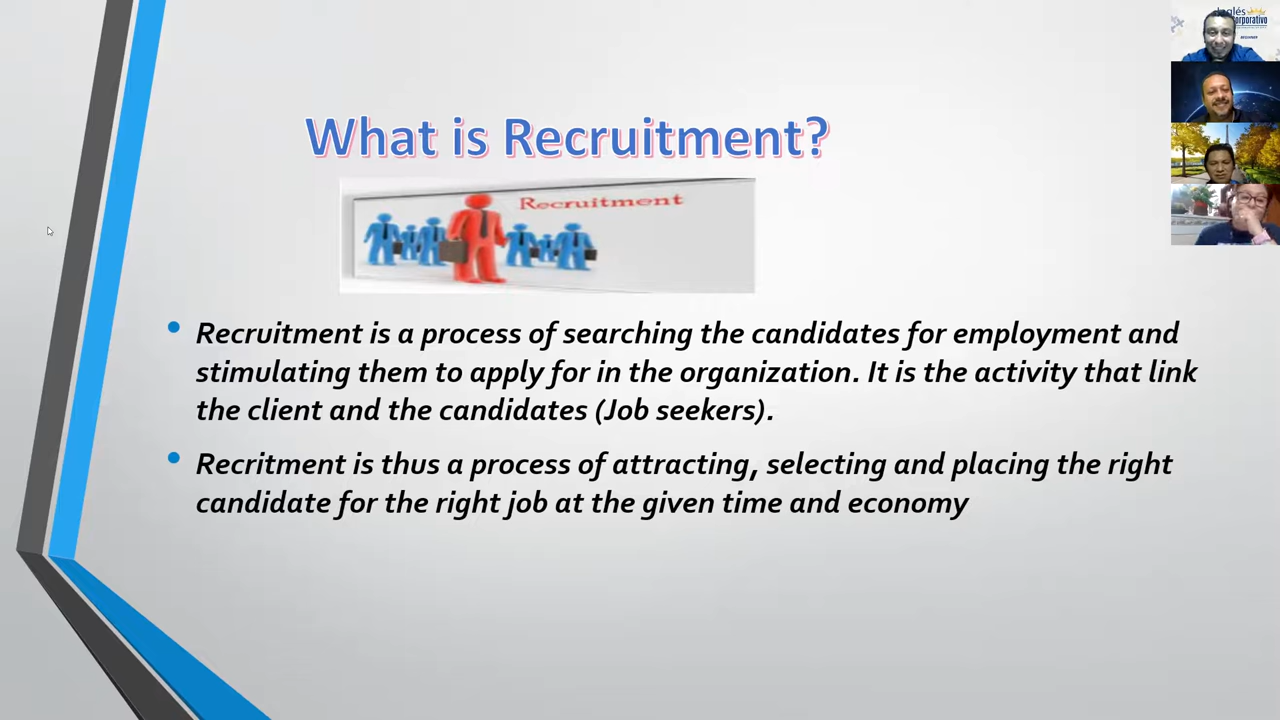 Inglés
Corporativo
BEGINNER
What is Recruitment?
Recruitment
Recruitment is a process of searching the candidates for employment and
stimulating them to apply for in the organization. It is the activity that link
the client and the candidates (Job seekers).
Recritment is thus a process of attracting, selecting and placing the right
candidate for the right job at the given time and economy